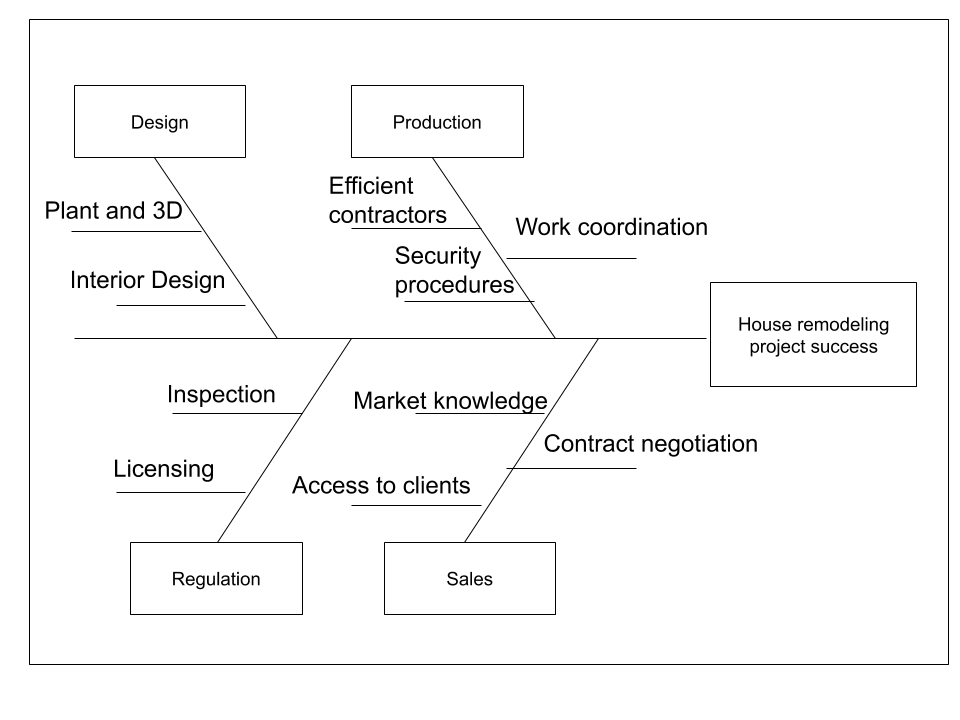 Design
Production
Efficient
contractors
Plant and 3D
Work coordination
Security
procedures
Interior Design
House remodeling
project success
Inspection
Market knowledge
Contract negotiation
Licensing
Access to clients
Regulation
Sales